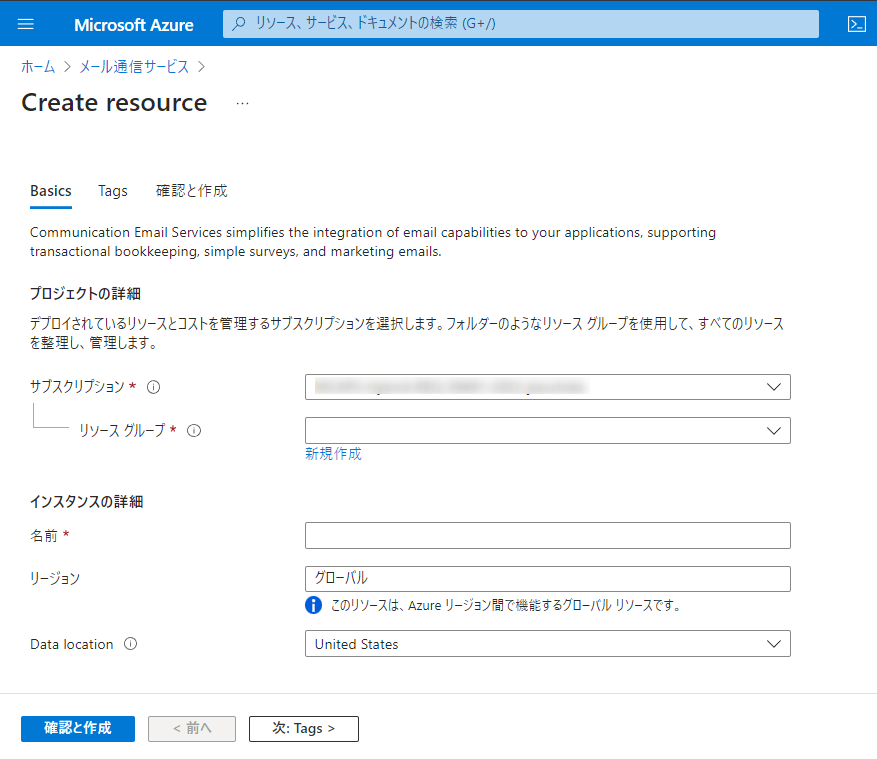 Microsoft Azure
リソース、サービス、ドキュメントの検索 (G+/)
ホーム > メール通信サービス >
Create resource ...
Basics Tags 確認と作成
Communication Email Services simplifies the integration of email capabilities to your applications, supporting
transactional bookkeeping, simple surveys, and marketing emails.
プロジェクトの詳細
デプロイされているリソースとコストを管理するサブスクリプションを選択します。フォルダーのようなリソース グループを使用して、すべてのリソース
を整理し、管理します。
サブスクリプション *
リソース グループ *
新規作成
インスタンスの詳細
名前 *
リージョン
グローバル
このリソースは、Azure リージョン間で機能するグローバル リソースです。
Data location
United States
確認と作成
< 前へ
次: Tags >